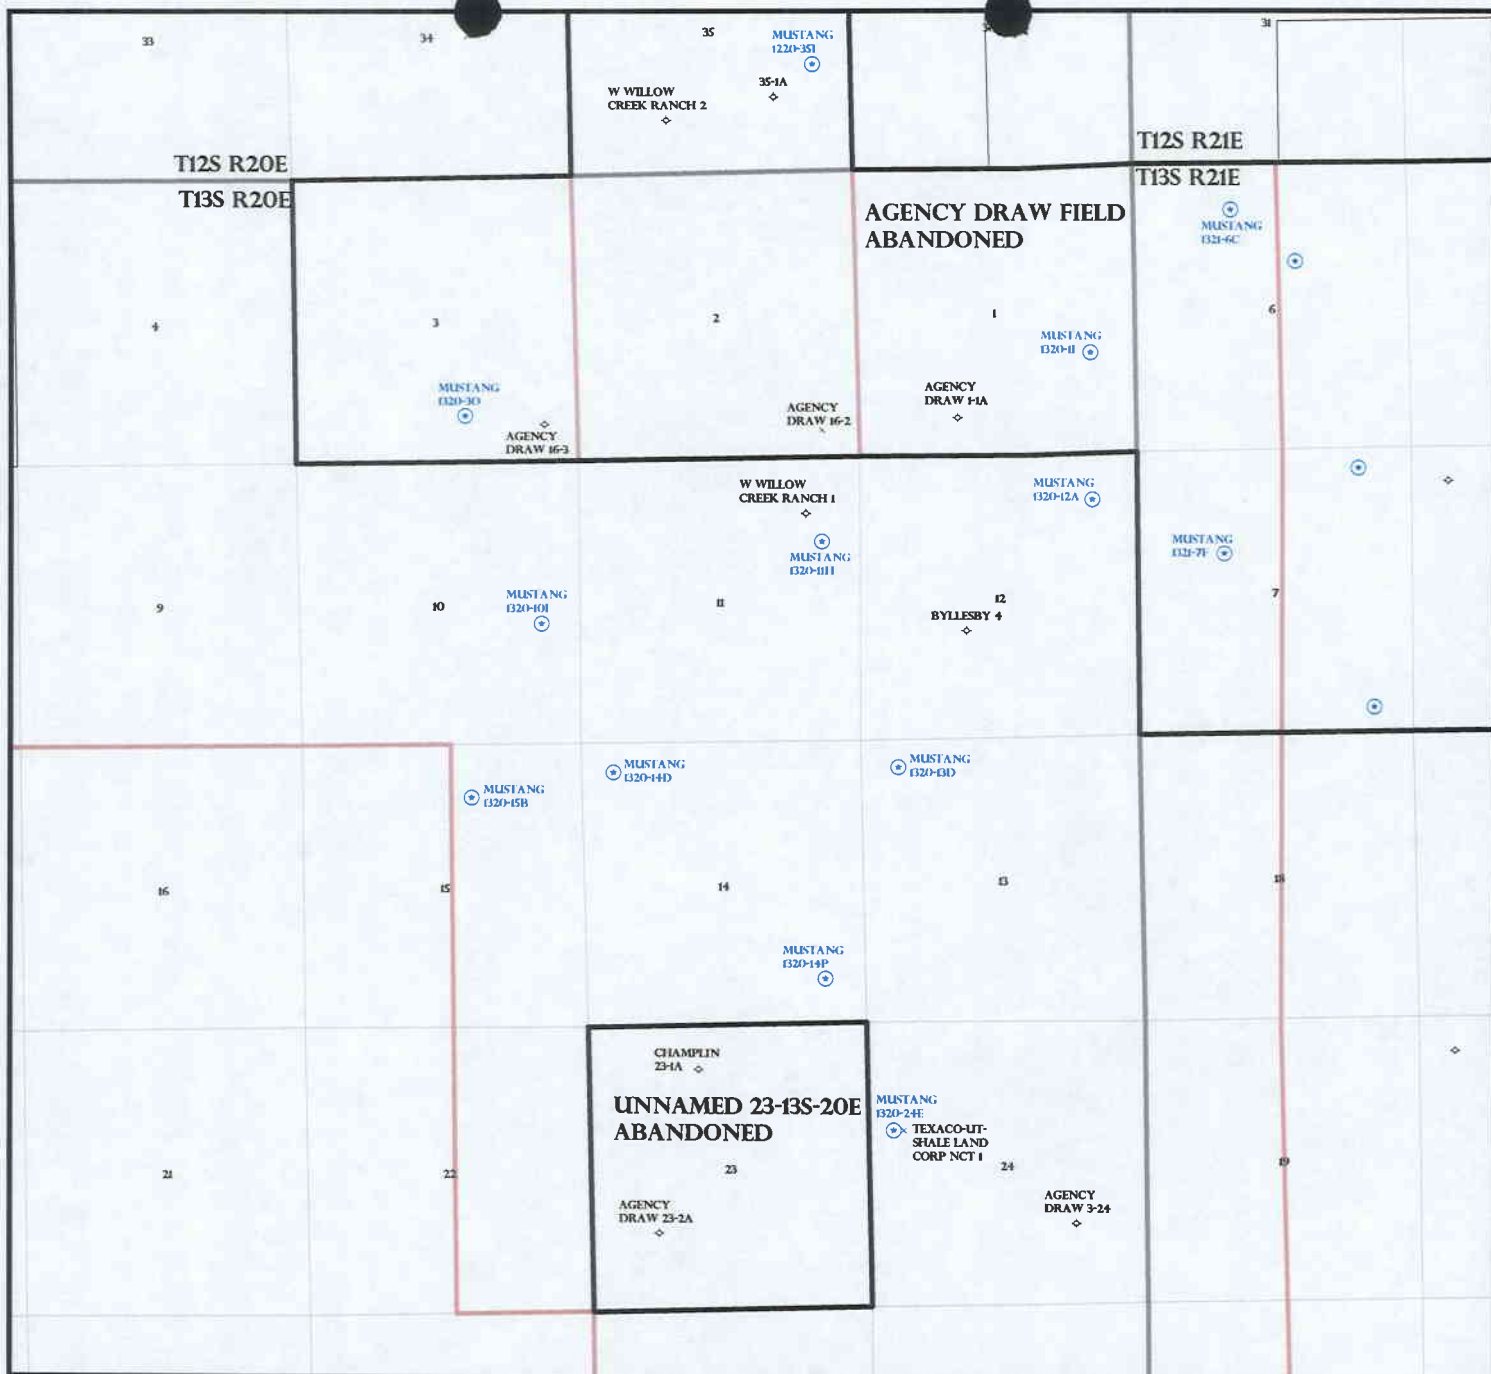 33
34
35
31
MUSTANG
1220-35I
35-1A
W WILLOW
CREEK RANCH 2
T12S R20E
T12S R21E
T13S R20E
T13S R21E
AGENCY DRAW FIELD
ABANDONED
MUSTANG
1321-6C
4
3
2
1
6
MUSTANG
1320-1I
MUSTANG
1320-3O
AGENCY
DRAW 16-3
AGENCY
DRAW 16-2
AGENCY
DRAW 1-1A
W WILLOW
CREEK RANCH 1
MUSTANG
1320-12A
MUSTANG
1320-11H
MUSTANG
1321-7F
MUSTANG
1320-10I
9
10
11
12
7
BYLLESBY 4
MUSTANG
1320-14D
MUSTANG
1320-13D
MUSTANG
1320-15B
16
15
14
13
18
MUSTANG
1320-14P
CHAMPLIN
23-1A
UNNAMED 23-13S-20E
ABANDONED
MUSTANG
1320-24E
TEXACO-UT-
SHALE LAND
CORP NCT 1
21
22
23
24
19
AGENCY
DRAW 23-2A
AGENCY
DRAW 3-24